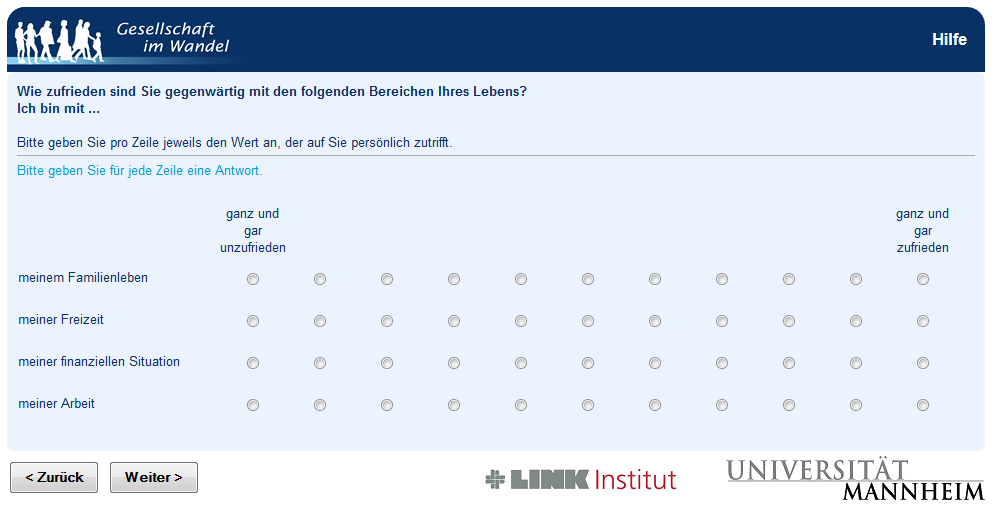 Gesellschaft
im Wandel
Hilfe
Wie zufrieden sind Sie gegenwärtig mit den folgenden Bereichen Ihres Lebens?
Ich bin mit ...
Bitte geben Sie pro Zeile jeweils den Wert an, der auf Sie persönlich zutrifft.
Bitte geben Sie für jede Zeile eine Antwort.
ganz und
gar
unzufrieden
ganz und
gar
zufrieden
meinem Familienleben
meiner Freizeit
meiner finanziellen Situation
meiner Arbeit
< Zurück
Weiter >
LINK Institut
UNIVERSITÄT
MANNHEIM